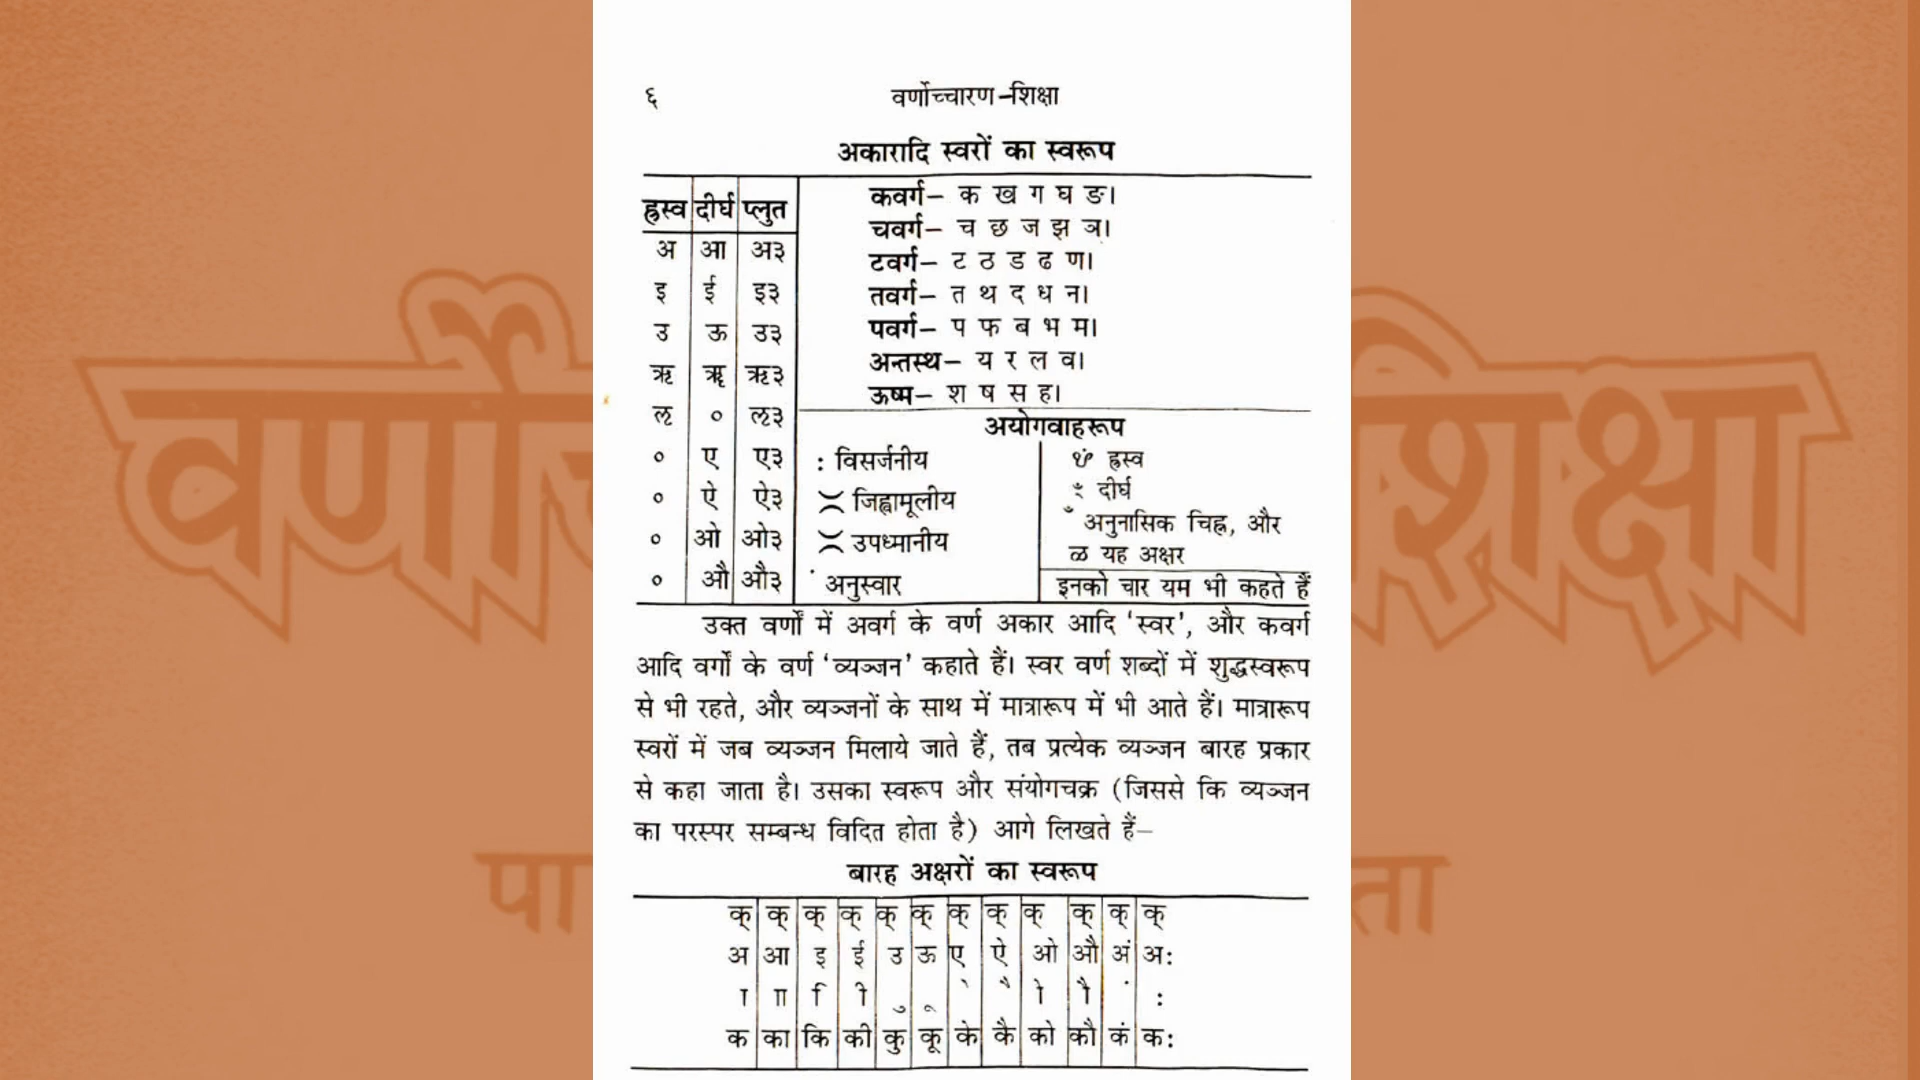 ६ वर्णोच्चारण–शिक्षा
अकारादि स्वरों का स्वरूप
ह्रस्व दीर्घ प्लुत
अ आ अ३
इ ई इ३
उ ऊ उ३
ऋ ॠ ऋ३
ऌ ० ऌ३
० ए ए३
० ऐ ऐ३
० ओ ओ३
० औ औ३
कवर्ग– क ख ग घ ङ।
चवर्ग– च छ ज झ ञ।
टवर्ग– ट ठ ड ढ ण।
तवर्ग– त थ द ध न।
पवर्ग– प फ ब भ म।
अन्तस्थ– य र ल व।
ऊष्म– श ष स ह।
अयोगवाहरूप
: विसर्जनीय
जिह्वामूलीय
उपध्मानीय
ं अनुस्वार
ह्रस्व
दीर्घ
ँ अनुनासिक चिह्न, और
ळ यह अक्षर
इनको चार यम भी कहते हैं
उक्त वर्णों में अवर्ग के वर्ण अकार आदि ‘स्वर’, और कवर्ग
आदि वर्गों के वर्ण ‘व्यञ्जन’ कहाते हैं। स्वर वर्ण शब्दों में शुद्धस्वरूप
से भी रहते, और व्यञ्जनों के साथ में मात्रारूप में भी आते हैं। मात्रारूप
स्वरों में जब व्यञ्जन मिलाये जाते हैं, तब प्रत्येक व्यञ्जन बारह प्रकार
से कहा जाता है। उसका स्वरूप और संयोगचक्र (जिससे कि व्यञ्जन
का परस्पर सम्बन्ध विदित होता है) आगे लिखते हैं–
बारह अक्षरों का स्वरूप
क् क् क् क् क् क् क् क् क् क् क् क्
अ आ इ ई उ ऊ ए ऐ ओ औ अं अ:
ा ाा ि ी ु ू े ै ो ौ ं :
क का कि की कु कू के कै को कौ कं क: